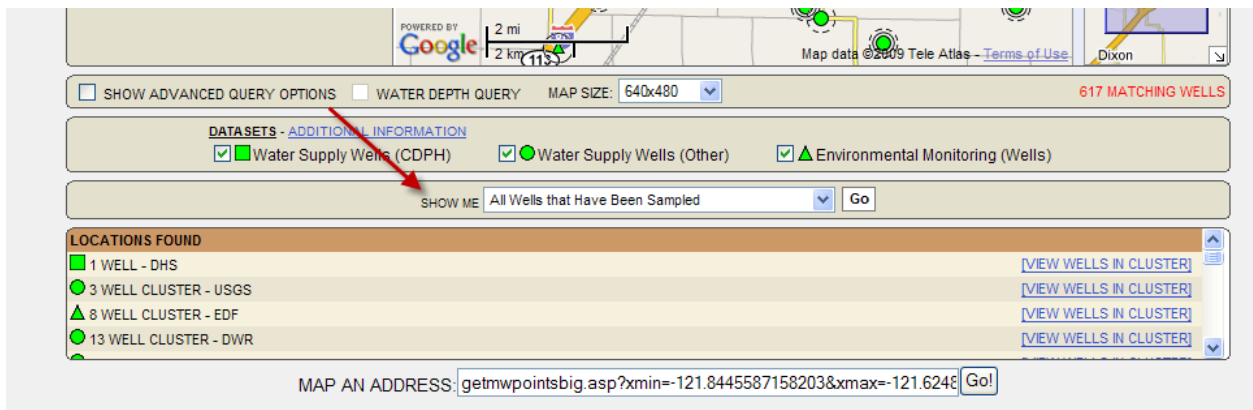 POWERED BY
Google
2 mi
2 km
113
Map data ©2009 Tele Atlas - Terms of Use
Dixon
SHOW ADVANCED QUERY OPTIONS WATER DEPTH QUERY MAP SIZE: 640x480 617 MATCHING WELLS
DATASETS - ADDITIONAL INFORMATION
Water Supply Wells (CDPH) Water Supply Wells (Other) Environmental Monitoring (Wells)
SHOW ME All Wells that Have Been Sampled Go
LOCATIONS FOUND
1 WELL - DHS [VIEW WELLS IN CLUSTER]
3 WELL CLUSTER - USGS [VIEW WELLS IN CLUSTER]
8 WELL CLUSTER - EDF [VIEW WELLS IN CLUSTER]
13 WELL CLUSTER - DWR [VIEW WELLS IN CLUSTER]
MAP AN ADDRESS: getmwpointsbig.asp?xmin=-121.8445587158203&xmax=-121.6248 Go!